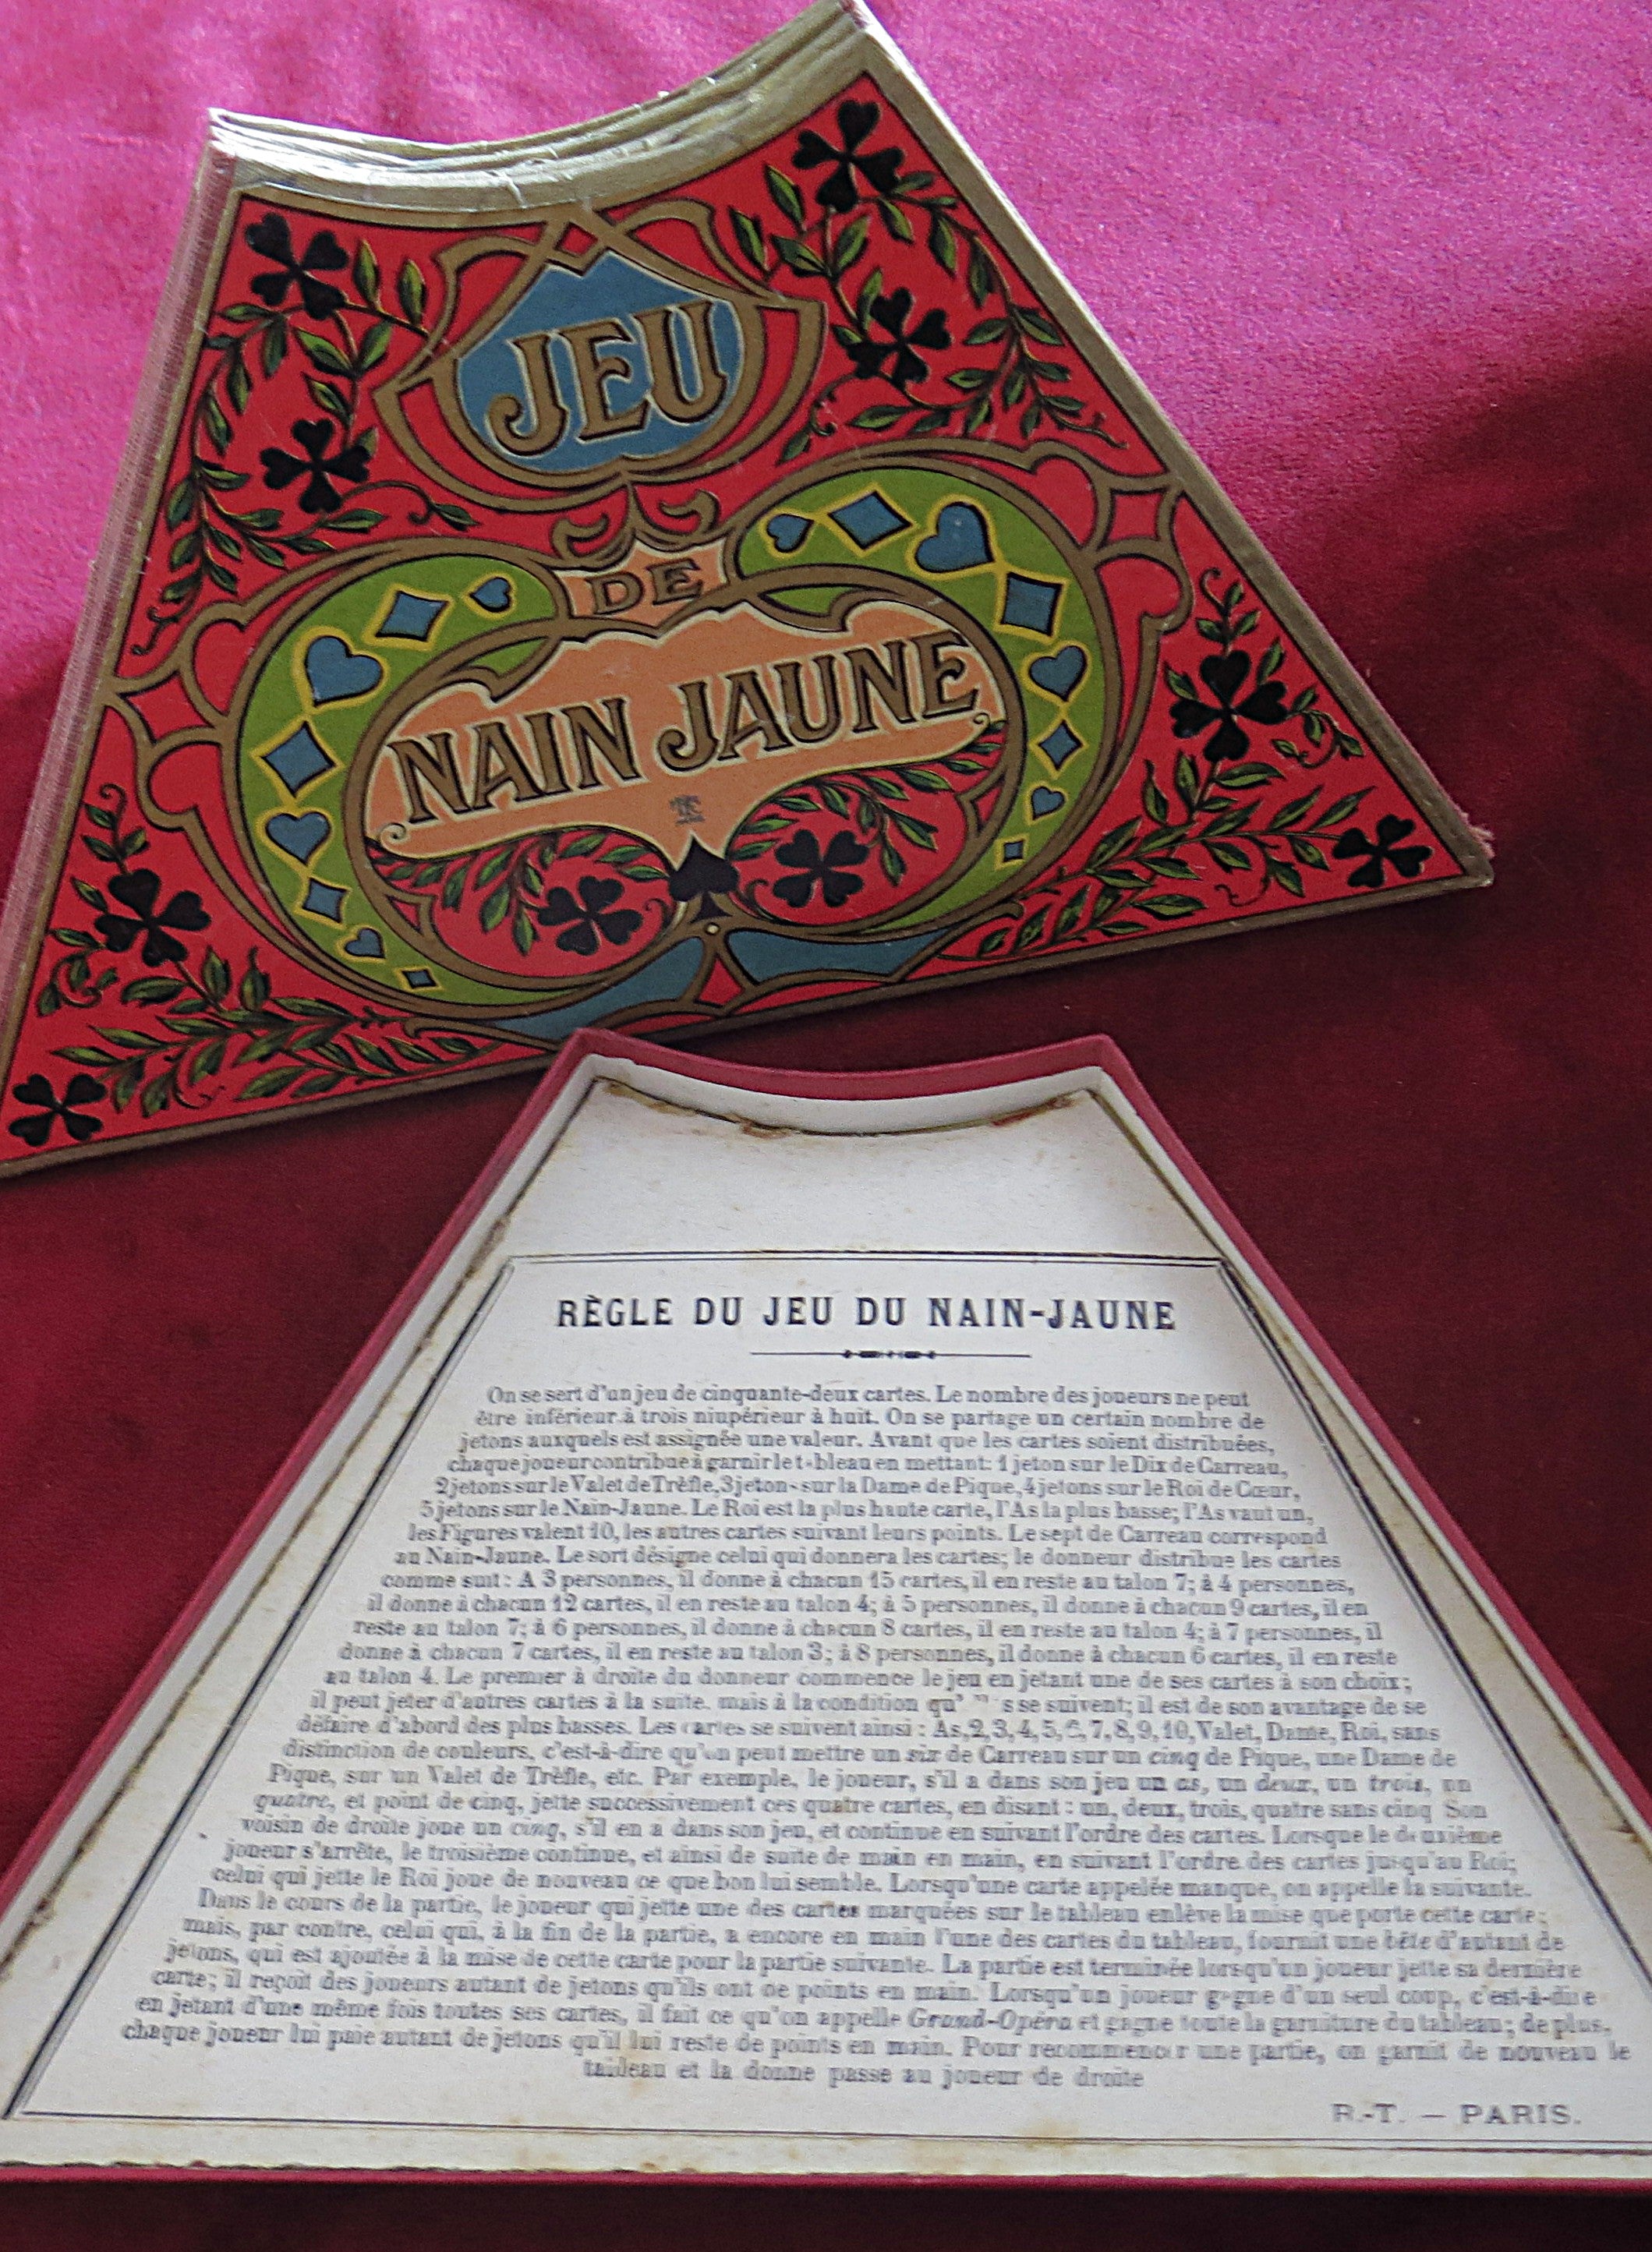 JEU
DE
NAIN JAUNE
RÈGLE DU JEU DU NAIN-JAUNE
On se sert d'un jeu de cinquante-deux cartes. Le nombre des joueurs ne peut
être inférieur à trois niupérieur à huit. On se partage un certain nombre de
jetons auxquels est assignée une valeur. Avant que les cartes soient distribuées,
chaque joueur contribue à garnir le t bleau en mettant: 1 jeton sur le Dix de Carreau,
2 jetons sur le Valet de Trèfle, 3 jeton sur la Dame de Pique, 4 jetons sur le Roi de Cœur,
5 jetons sur le Nain-Jaune. Le Roi est la plus haute carte, l'As la plus basse; l'As vaut un,
les Figures valent 10, les autres cartes suivant leurs points. Le sept de Carreau correspond
au Nain-Jaune. Le sort désigne celui qui donnera les cartes; le donneur distribue les cartes
comme suit: A 3 personnes, il donne à chacun 15 cartes, il en reste au talon 7; à 4 personnes,
il donne à chacun 12 cartes, il en reste au talon 4; à 5 personnes, il donne à chacun 9 cartes, il en
reste au talon 7; à 6 personnes, il donne à chacun 8 cartes, il en reste au talon 4; à 7 personnes, il
donne à chacun 7 cartes, il en reste au talon 3; à 8 personnes, il donne à chacun 6 cartes, il en reste
au talon 4. Le premier à droite du donneur commence le jeu en jetant une de ses cartes à son choix;
il peut jeter d'autres cartes à la suite. mais à la condition qu' s se suivent; il est de son avantage de se
défaire d'abord des plus basses. Les cartes se suivent ainsi : As, 2, 3, 4, 5, 6, 7, 8, 9, 10, Valet, Dame, Roi, sans
distinction de couleurs, c'est-à-dire qu'on peut mettre un six de Carreau sur un cinq de Pique, une Dame de
Pique, sur un Valet de Trèfle, etc. Par exemple, le joueur, s'il a dans son jeu un as, un deux, un trois, un
quatre, et point de cinq, jette successivement ces quatre cartes, en disant : un, deux, trois, quatre sans cinq Son
voisin de droite joue un cinq, s'il en a dans son jeu, et continue en suivant l'ordre des cartes. Lorsque le deuxième
joueur s'arrête, le troisième continue, et ainsi de suite de main en main, en suivant l'ordre des cartes jusqu'au Roi;
celui qui jette le Roi joue de nouveau ce que bon lui semble. Lorsqu'une carte appelée manque, on appelle la suivante.
Dans le cours de la partie, le joueur qui jette une des cartes marquées sur le tableau enlève la mise que porte cette carte;
mais, par contre, celui qui, à la fin de la partie, a encore en main l'une des cartes du tableau, fournit une bête d'autant de
jetons, qui est ajoutée à la mise de cette carte pour la partie suivante. La partie est terminée lorsqu'un joueur jette sa dernière
carte; il reçoit des joueurs autant de jetons qu'ils ont de points en main. Lorsqu'un joueur gagne d'un seul coup, c'est-à-dire
en jetant d'une même fois toutes ses cartes, il fait ce qu'on appelle Grand-Opéra et gagne toute la garniture du tableau; de plus,
chaque joueur lui paie autant de jetons qu'il lui reste de points en main. Pour recommencer une partie, on garnit de nouveau le
tableau et la donne passe au joueur de droite
R.-T. — PARIS.